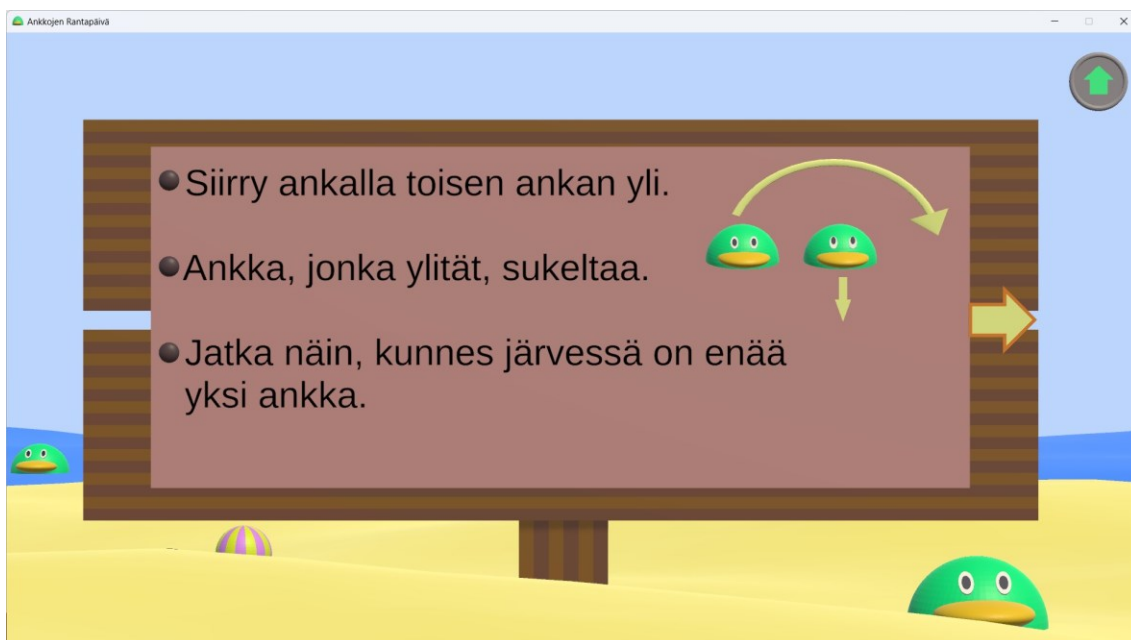 Ankkojen Rantapäivä
Siirry ankalla toisen ankan yli.
Ankka, jonka ylität, sukeltaa.
Jatka näin, kunnes järvessä on enää
yksi ankka.